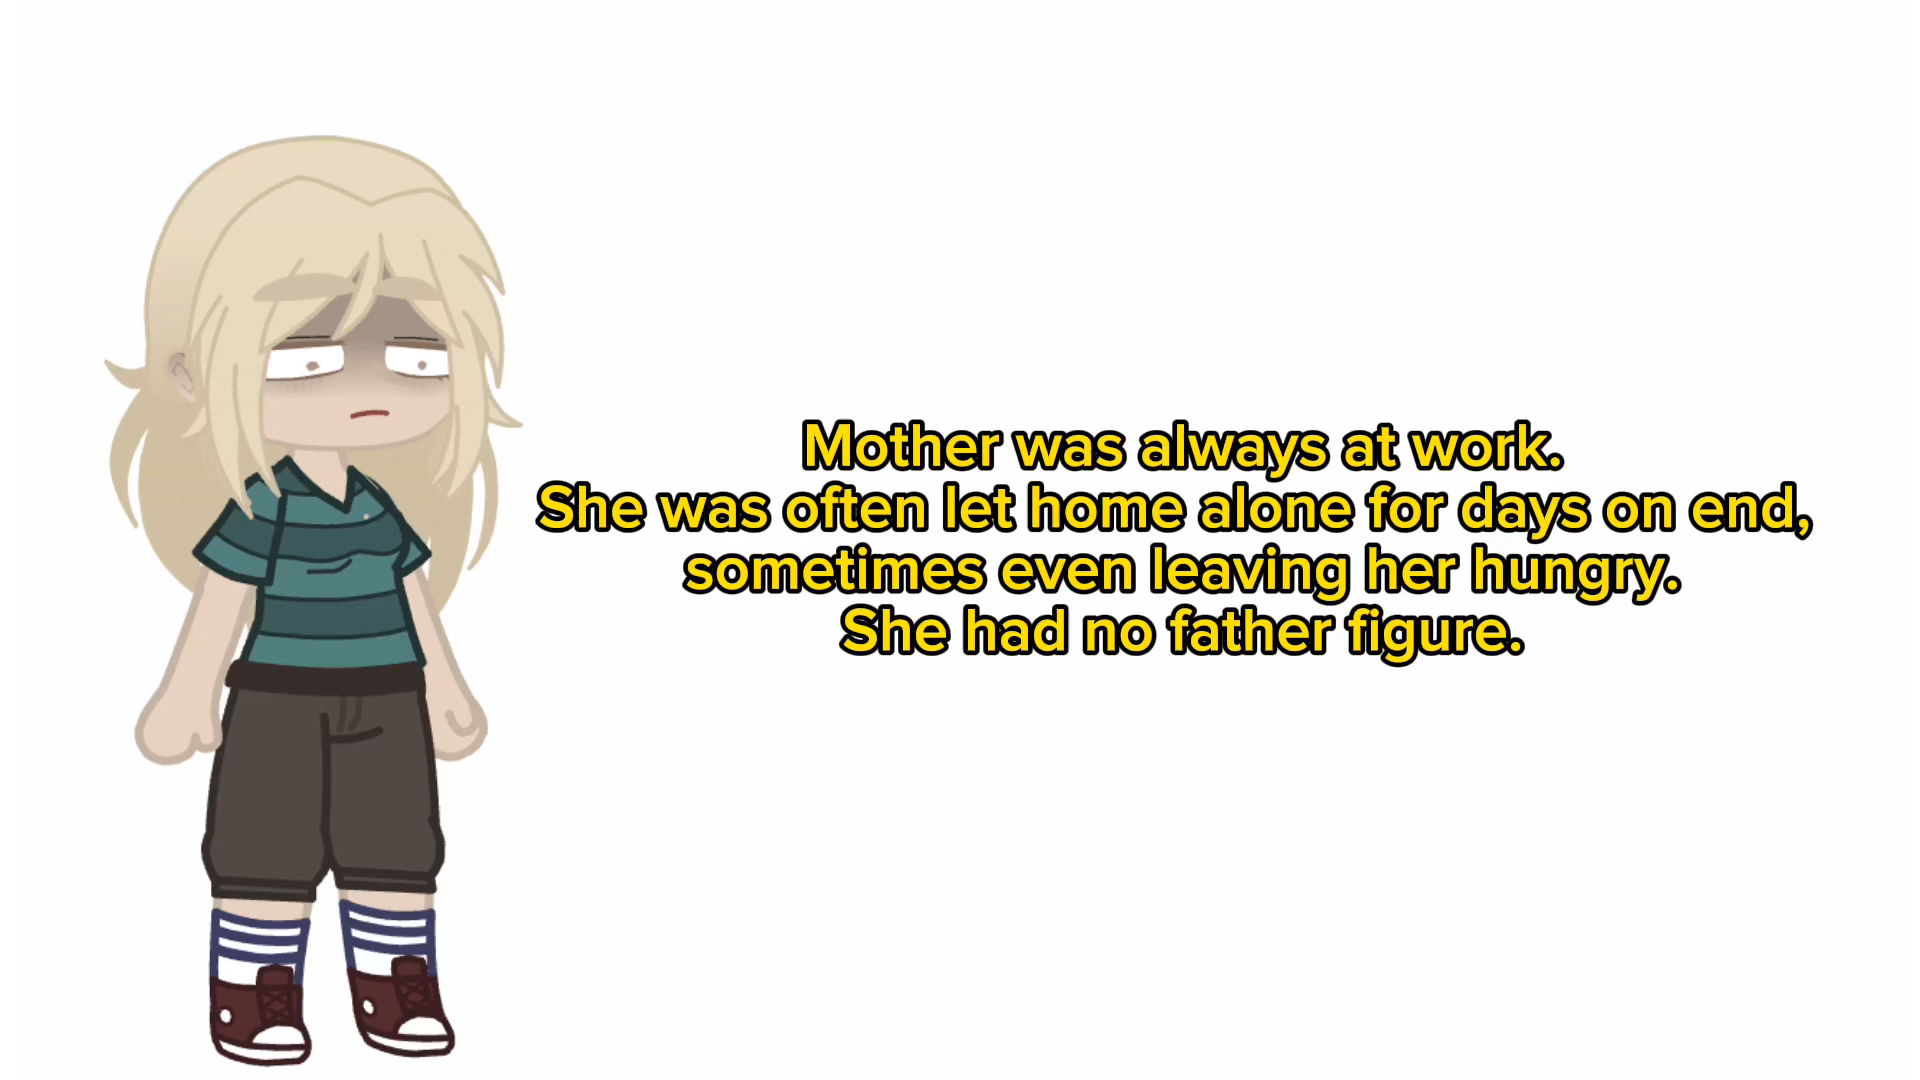 Mother was always at work.
She was often let home alone for days on end,
sometimes even leaving her hungry.
She had no father figure.